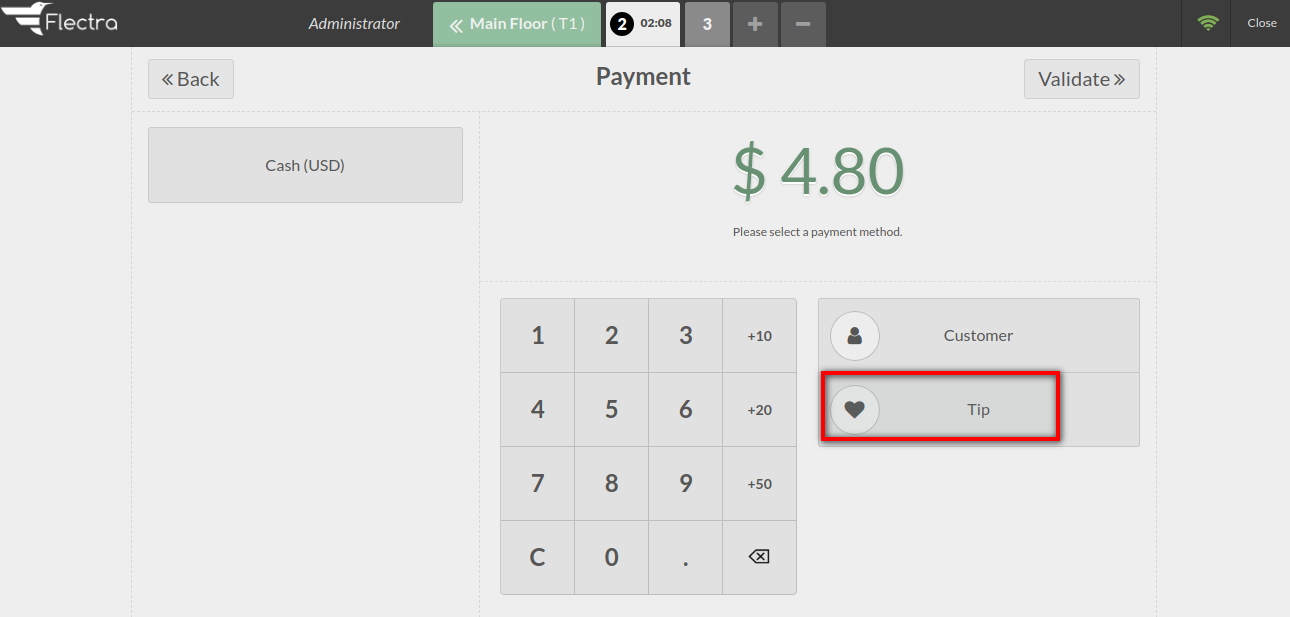 Flectra
Administrator
Main Floor ( T1 )
2 02:08
3
+
−
Close
Back
Payment
Validate
Cash (USD)
$ 4.80
Please select a payment method.
1 2 3 +10
Customer
4 5 6 +20
Tip
7 8 9 +50
C 0 .